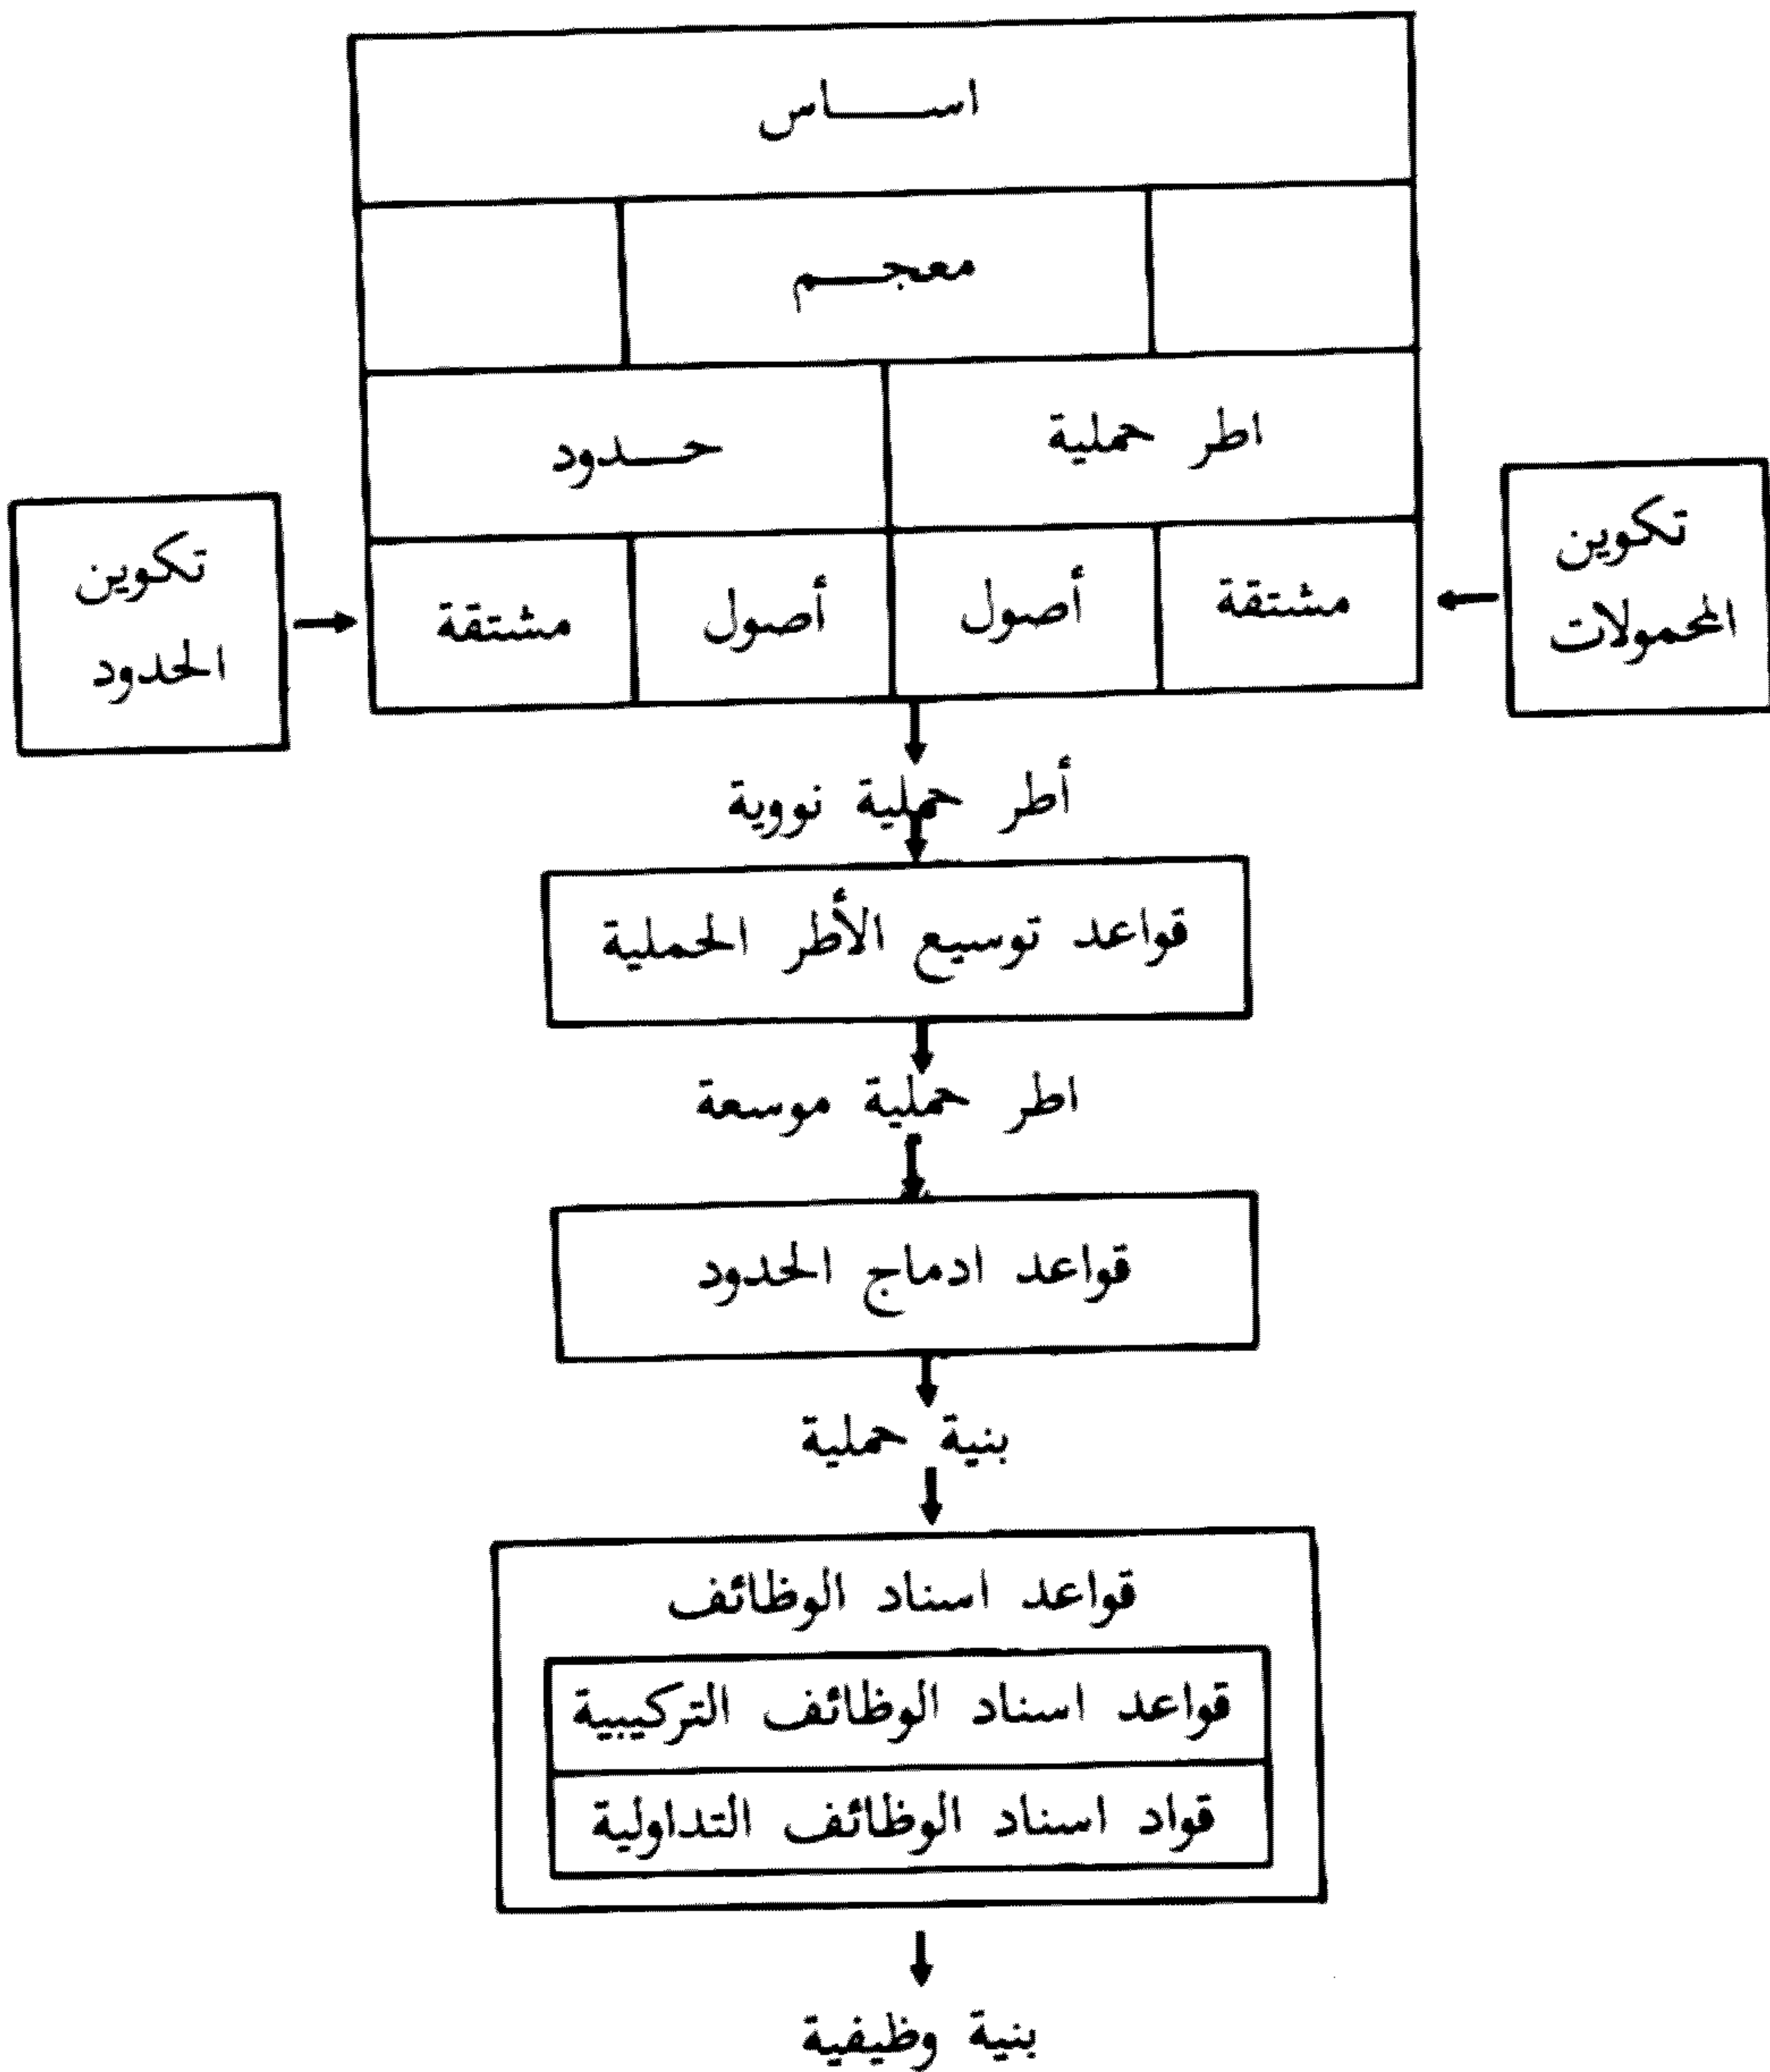 اســـــاس
معجـــم
اطر حملية
حـــدود
تكوين
المحمولات
مشتقة
أصول
أصول
مشتقة
تكوين
الحدود
أطر حملية نووية
قواعد توسيع الأطر الحملية
اطر حملية موسعة
قواعد ادماج الحدود
بنية حملية
قواعد اسناد الوظائف
قواعد اسناد الوظائف التركيبية
قواد اسناد الوظائف التداولية
بنية وظيفية